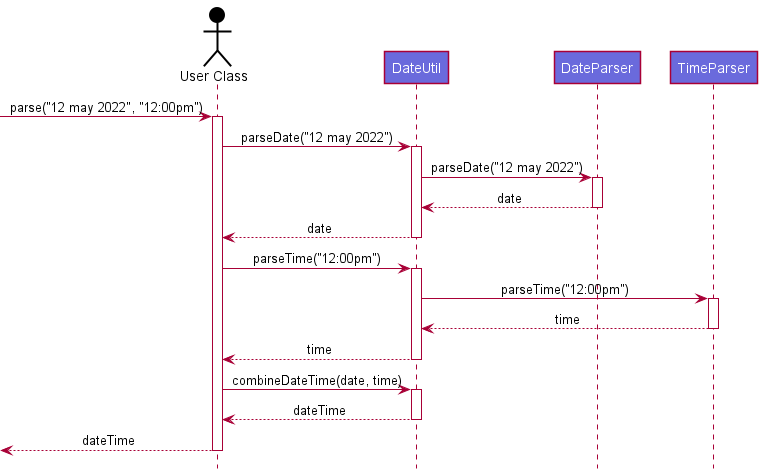 User Class
DateUtil
DateParser
TimeParser
parse("12 may 2022", "12:00pm")
parseDate("12 may 2022")
parseDate("12 may 2022")
date
date
parseTime("12:00pm")
parseTime("12:00pm")
time
time
combineDateTime(date, time)
dateTime
dateTime